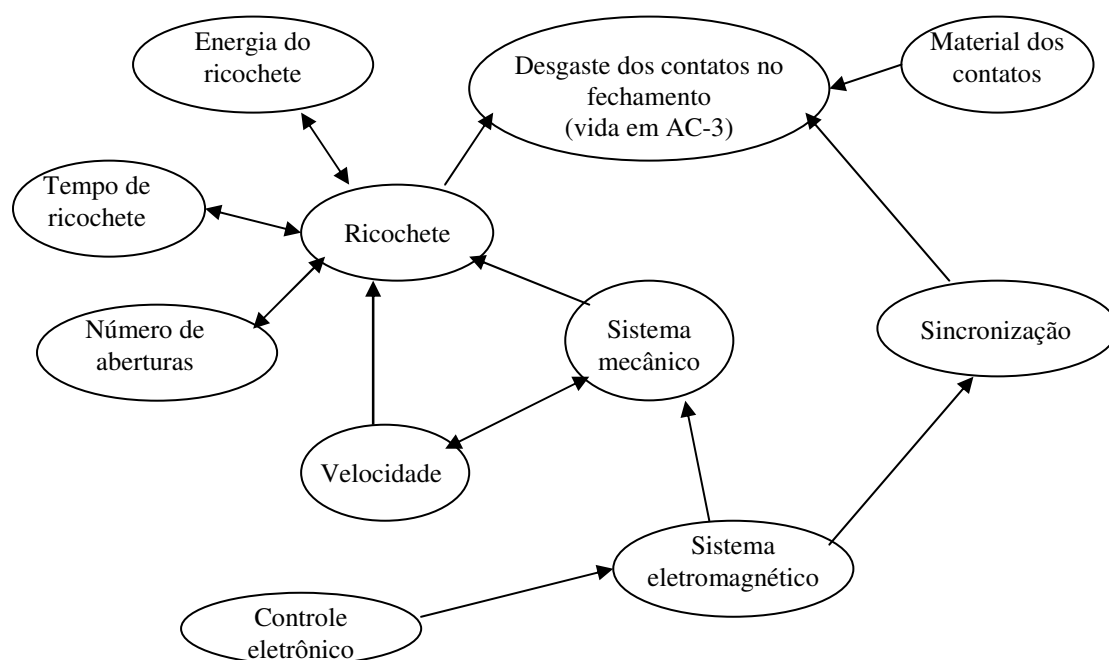 Energia do
ricochete
Desgaste dos contatos no
fechamento
(vida em AC-3)
Material dos
contatos
Tempo de
ricochete
Ricochete
Número de
aberturas
Sistema
mecânico
Sincronização
Velocidade
Sistema
eletromagnético
Controle
eletrônico